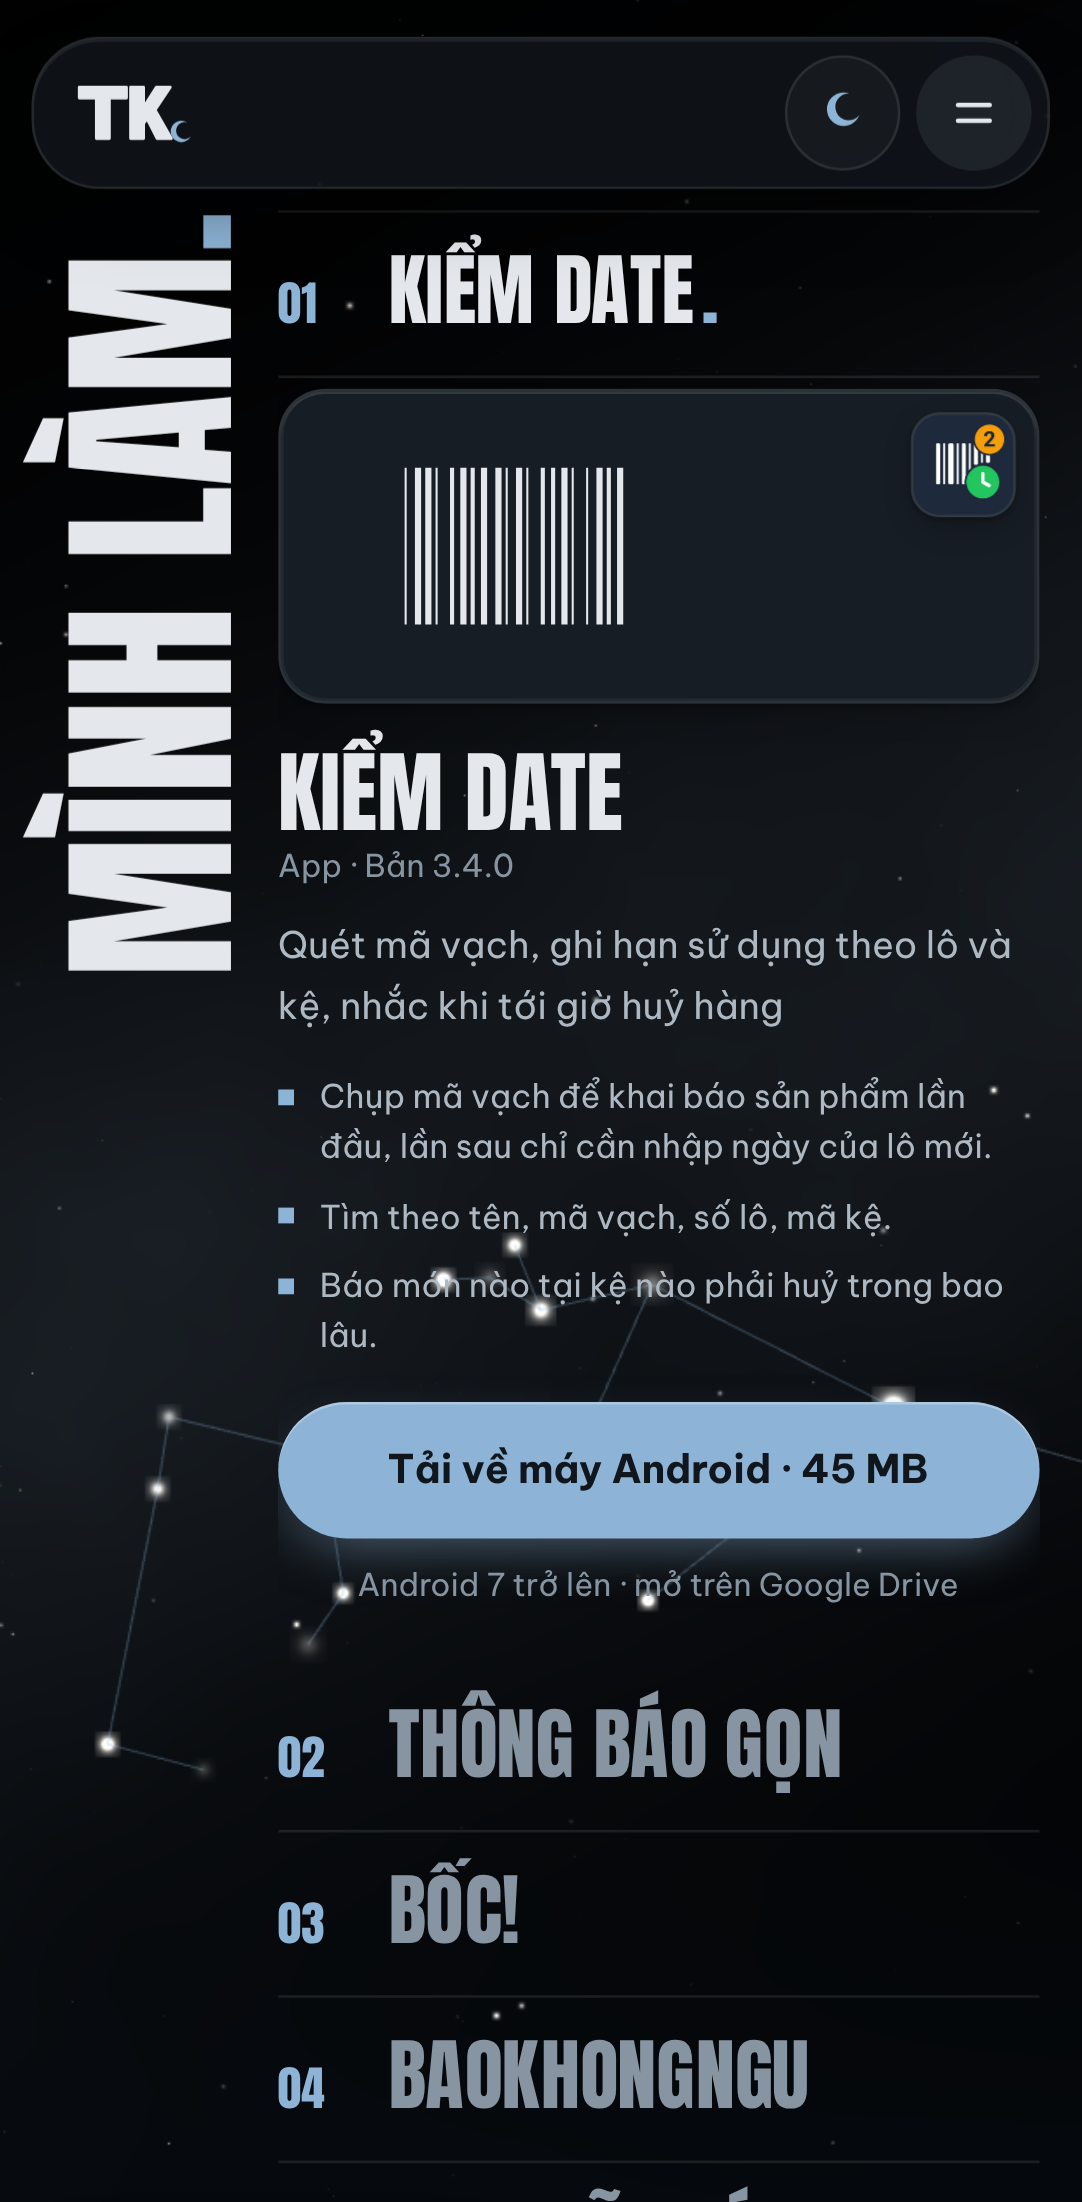 TK
MÌNH LÀM.
01 KIỂM DATE.
2
KIỂM DATE
App · Bản 3.4.0
Quét mã vạch, ghi hạn sử dụng theo lô và
kệ, nhắc khi tới giờ huỷ hàng
Chụp mã vạch để khai báo sản phẩm lần
đầu, lần sau chỉ cần nhập ngày của lô mới.
Tìm theo tên, mã vạch, số lô, mã kệ.
Báo món nào tại kệ nào phải huỷ trong bao
lâu.
Tải về máy Android · 45 MB
Android 7 trở lên · mở trên Google Drive
02 THÔNG BÁO GỌN
03 BỐC!
04 BAOKHONGNGU